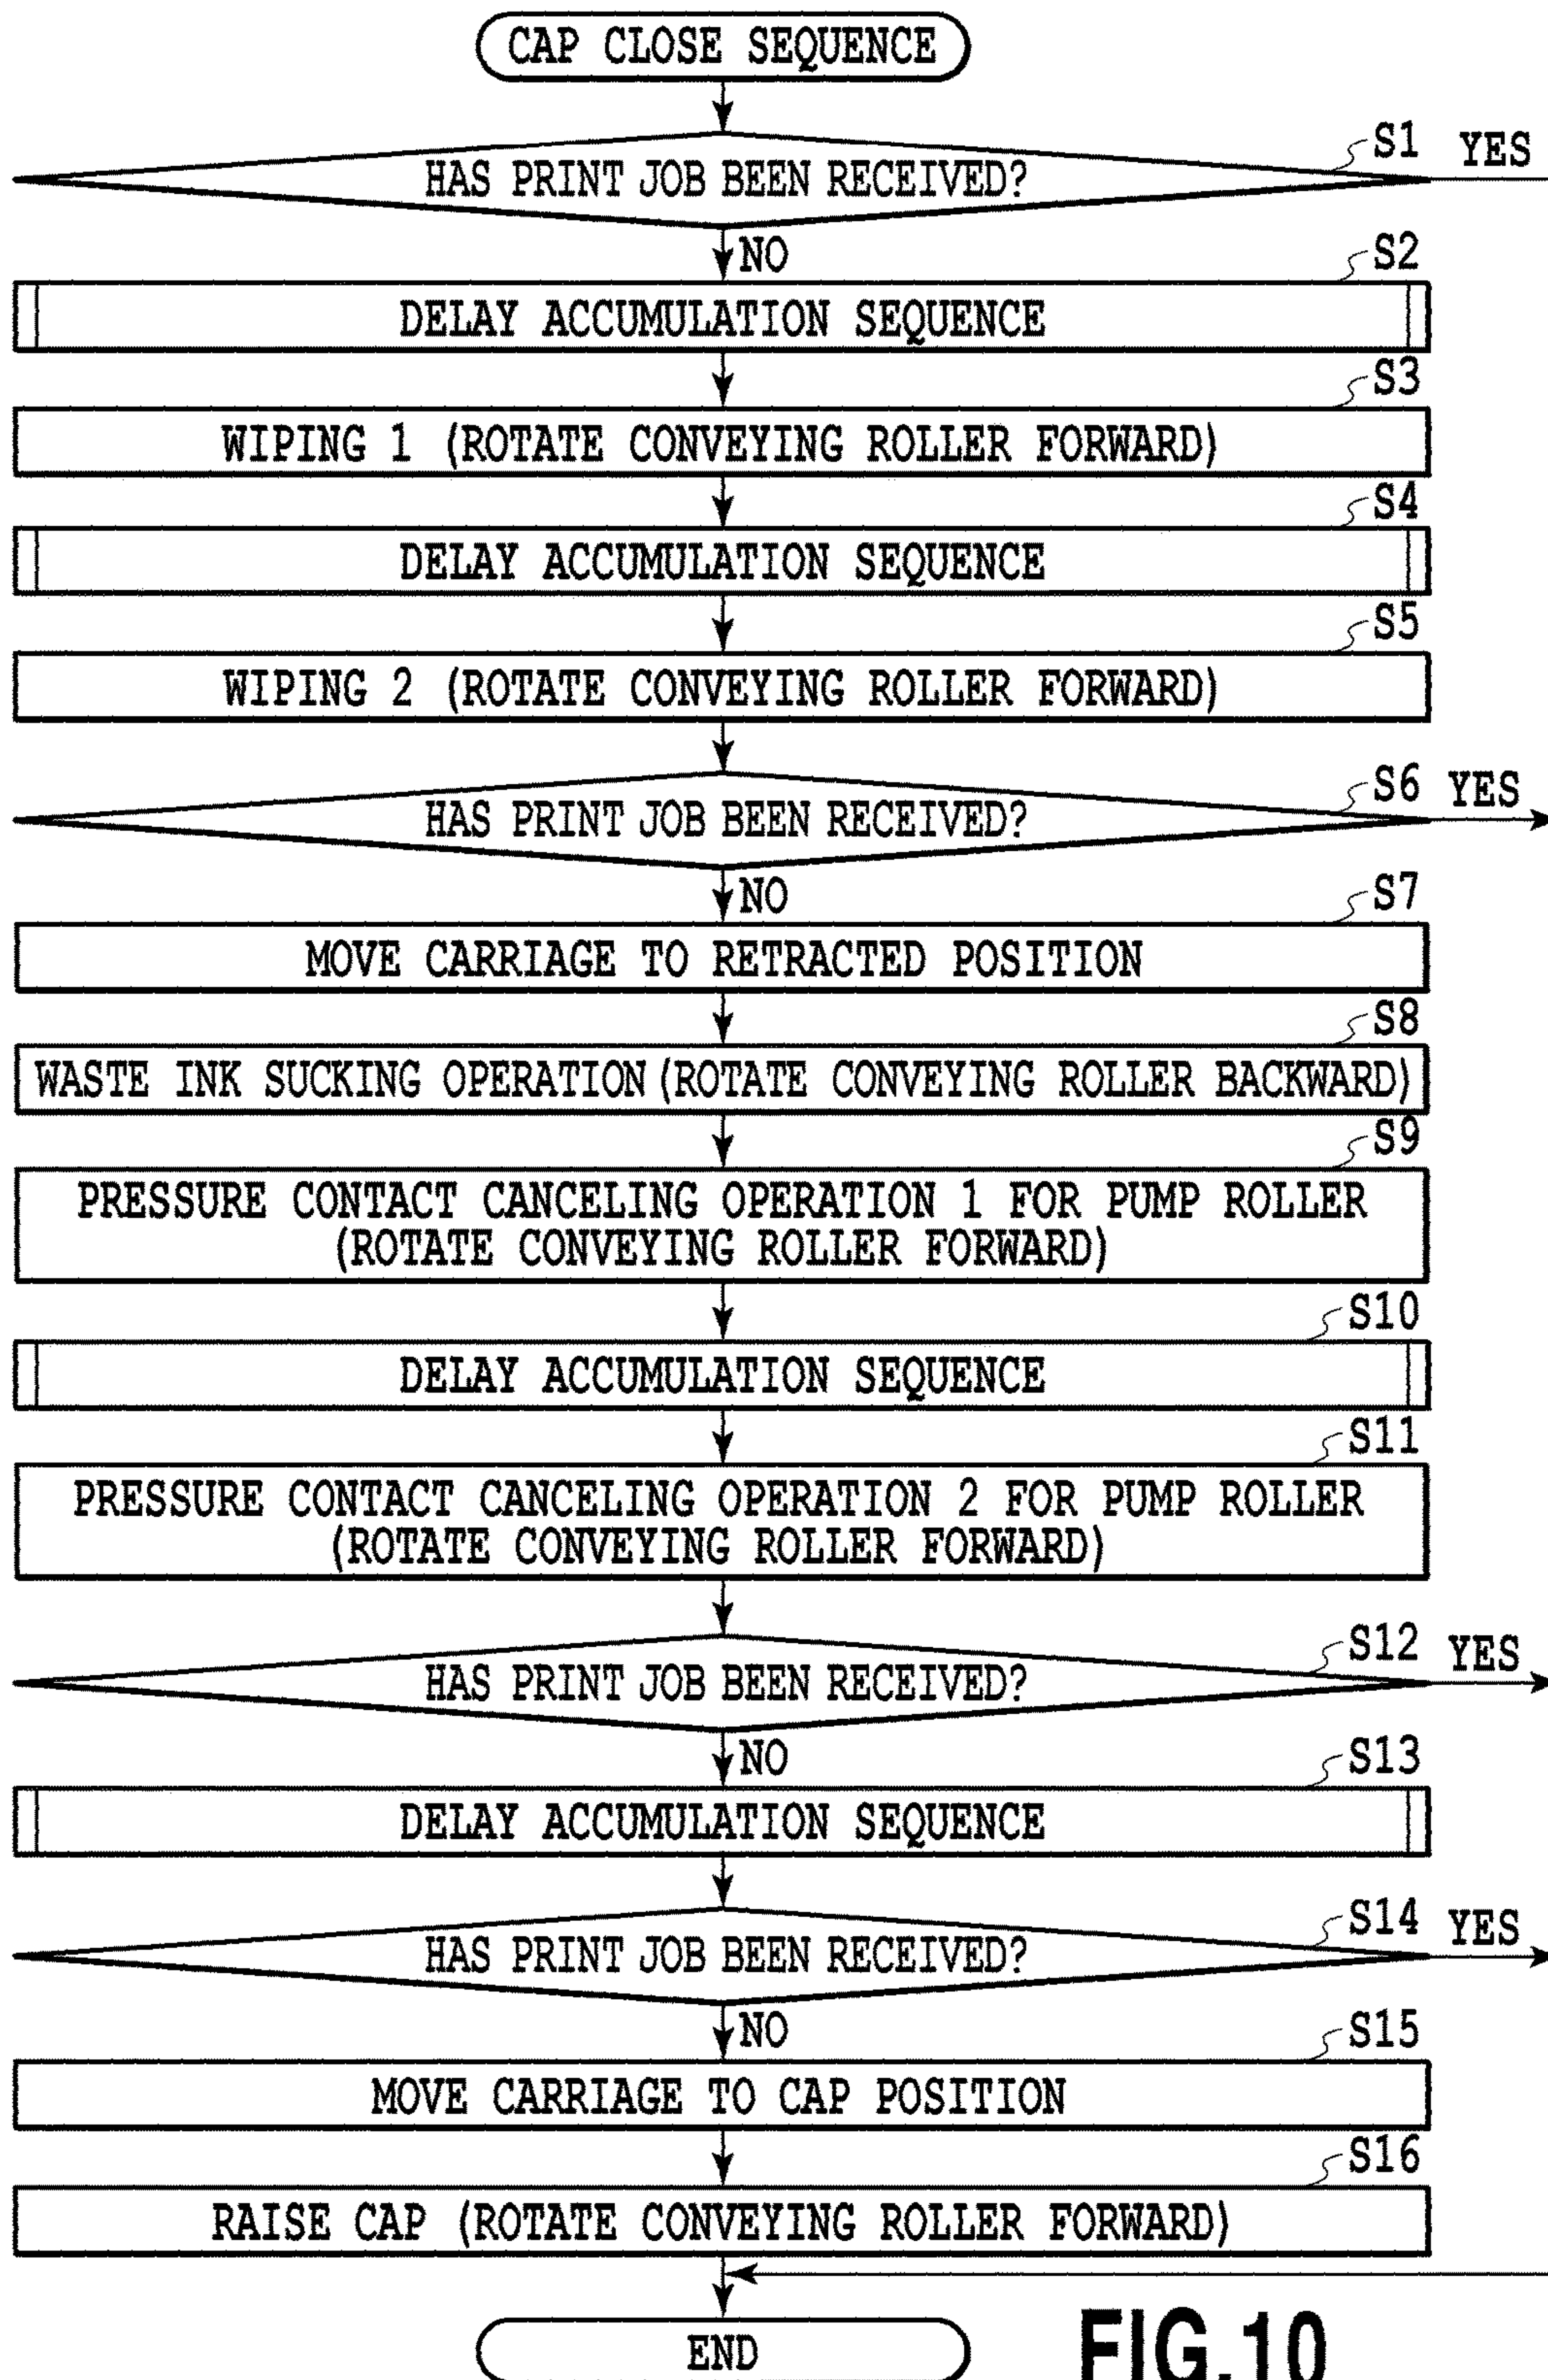 CAP CLOSE SEQUENCE
S1
YES
HAS PRINT JOB BEEN RECEIVED?
NO
S2
DELAY ACCUMULATION SEQUENCE
S3
WIPING 1 (ROTATE CONVEYING ROLLER FORWARD)
S4
DELAY ACCUMULATION SEQUENCE
S5
WIPING 2 (ROTATE CONVEYING ROLLER FORWARD)
S6
YES
HAS PRINT JOB BEEN RECEIVED?
NO
S7
MOVE CARRIAGE TO RETRACTED POSITION
S8
WASTE INK SUCKING OPERATION (ROTATE CONVEYING ROLLER BACKWARD)
S9
PRESSURE CONTACT CANCELING OPERATION 1 FOR PUMP ROLLER
(ROTATE CONVEYING ROLLER FORWARD)
S10
DELAY ACCUMULATION SEQUENCE
S11
PRESSURE CONTACT CANCELING OPERATION 2 FOR PUMP ROLLER
(ROTATE CONVEYING ROLLER FORWARD)
S12
YES
HAS PRINT JOB BEEN RECEIVED?
NO
S13
DELAY ACCUMULATION SEQUENCE
S14
YES
HAS PRINT JOB BEEN RECEIVED?
NO
S15
MOVE CARRIAGE TO CAP POSITION
S16
RAISE CAP (ROTATE CONVEYING ROLLER FORWARD)
END
FIG.10